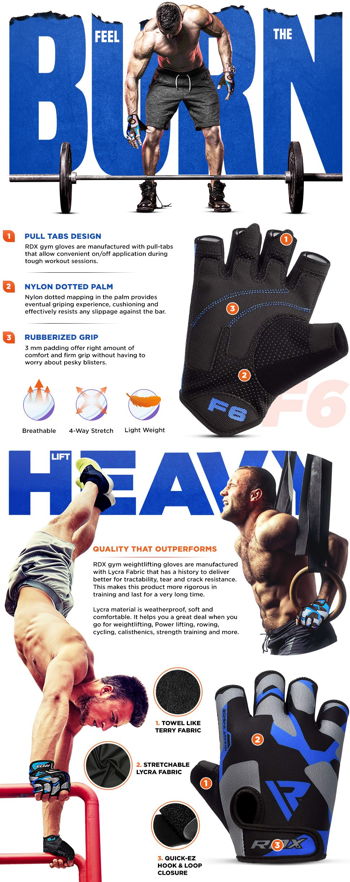 FEEL THE
BURN
1 PULL TABS DESIGN
RDX gym gloves are manufactured with pull-tabs
that allow convenient on/off application during
tough workout sessions.
2 NYLON DOTTED PALM
Nylon dotted mapping in the palm provides
eventual griping experience, cushioning and
effectively resists any slippage against the bar.
3 RUBBERIZED GRIP
3 mm padding offer right amount of
comfort and firm grip without having to
worry about pesky blisters.
1
3
2
F6
F6
Breathable
4-Way Stretch
Light Weight
LIFT
HEAVY
QUALITY THAT OUTPERFORMS
RDX gym weightlifting gloves are manufactured
with Lycra Fabric that has a history to deliver
better for tractability, tear and crack resistance.
This makes this product more rigorous in
training and last for a very long time.
Lycra material is weatherproof, soft and
comfortable. It helps you a great deal when you
go for weightlifting, Power lifting, rowing,
cycling, calisthenics, strength training and more.
1. TOWEL LIKE
TERRY FABRIC
2. STRETCHABLE
LYCRA FABRIC
3. QUICK-EZ
HOOK & LOOP
CLOSURE
2
1
3
RDX